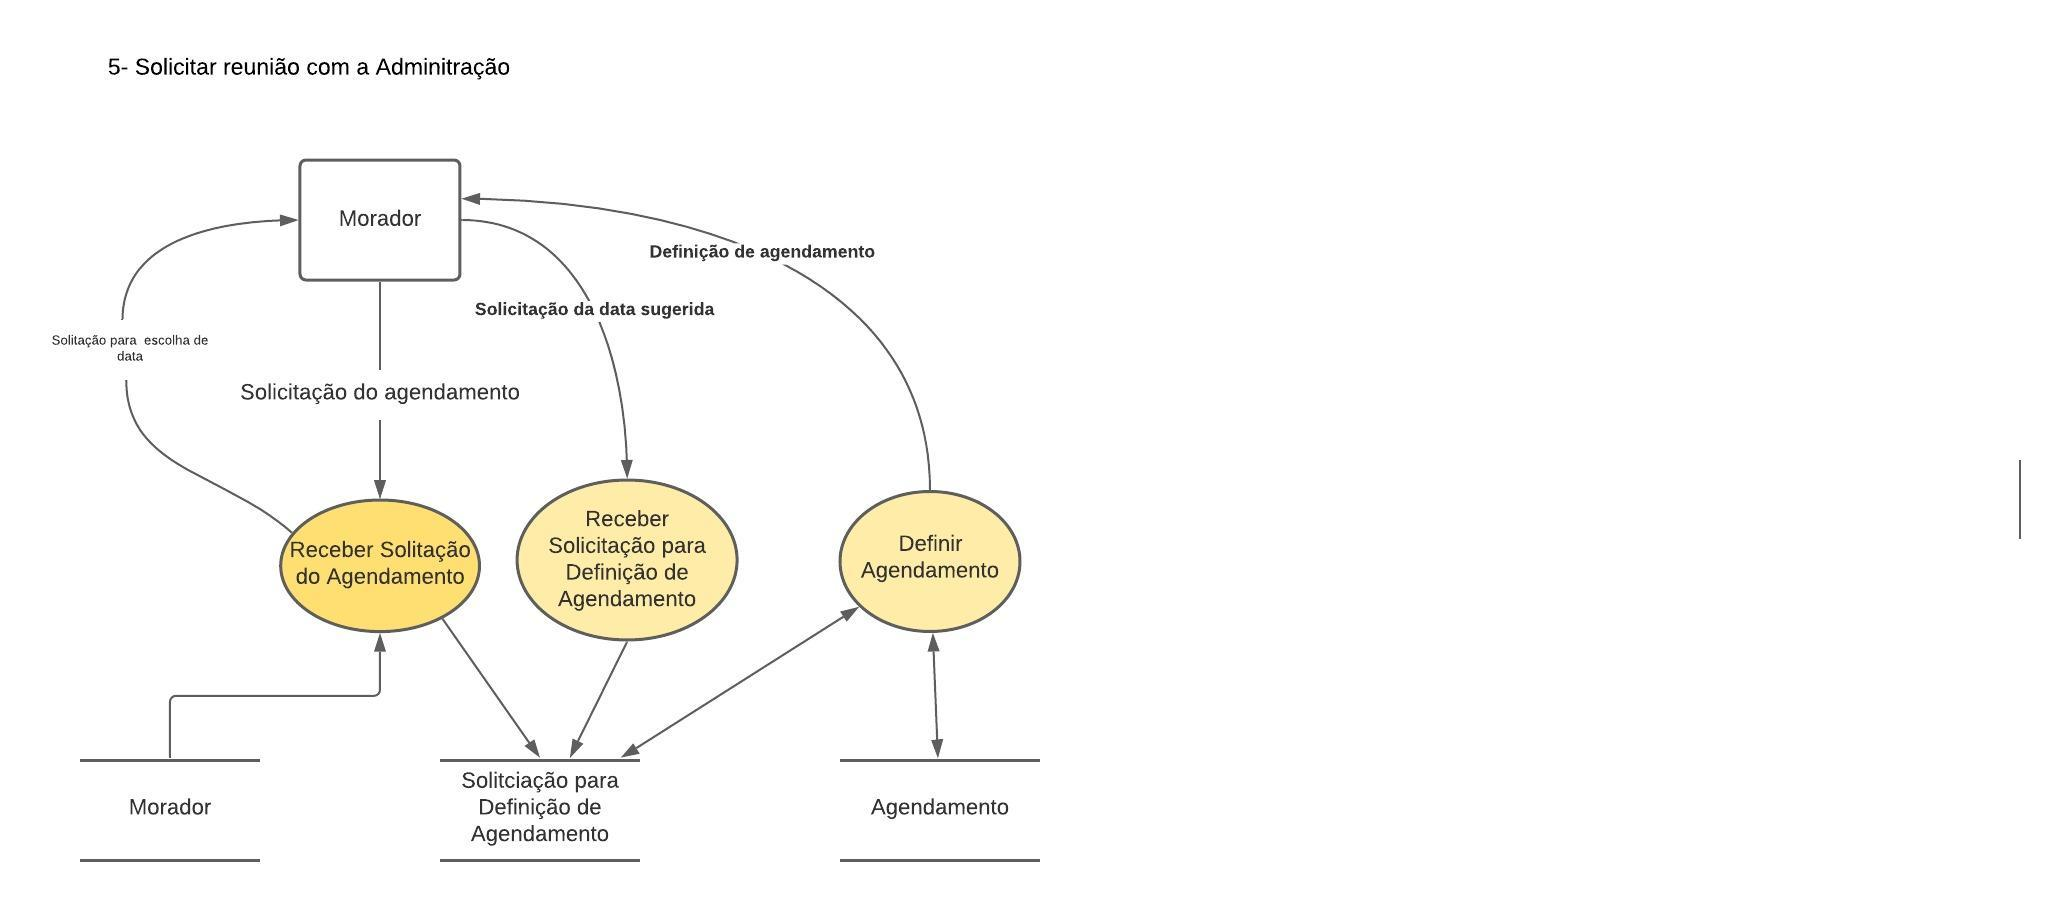 5- Solicitar reunião com a Adminitração
Morador
Definição de agendamento
Solicitação da data sugerida
Solitação para escolha de
data
Solicitação do agendamento
Receber Solitação
do Agendamento
Receber
Solicitação para
Definição de
Agendamento
Definir
Agendamento
Morador
Solitciação para
Definição de
Agendamento
Agendamento